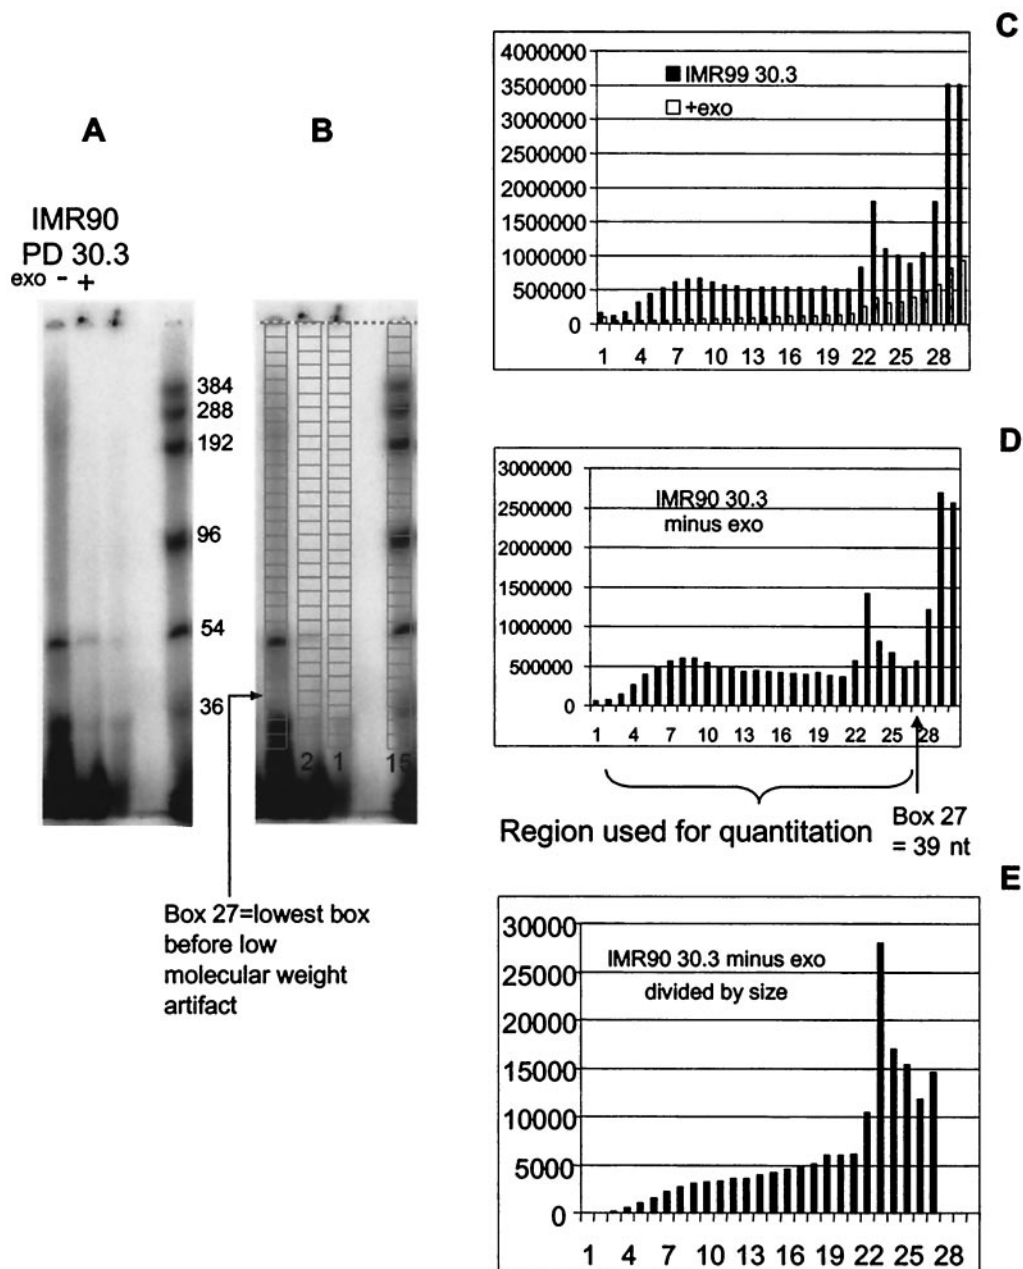 A
IMR90
PD 30.3
exo - +
384
288
192
96
54
36
B
2 1 15
Box 27=lowest box
before low
molecular weight
artifact
C
4000000
3500000
3000000
2500000
2000000
1500000
1000000
500000
0
IMR99 30.3
+exo
1 4 7 10 13 16 19 22 25 28
D
3000000
2500000
2000000
1500000
1000000
500000
0
IMR90 30.3
minus exo
1 4 7 10 13 16 19 22 25 28
Region used for quantitation
Box 27
= 39 nt
E
30000
25000
20000
15000
10000
5000
0
IMR90 30.3 minus exo
divided by size
1 4 7 10 13 16 19 22 25 28